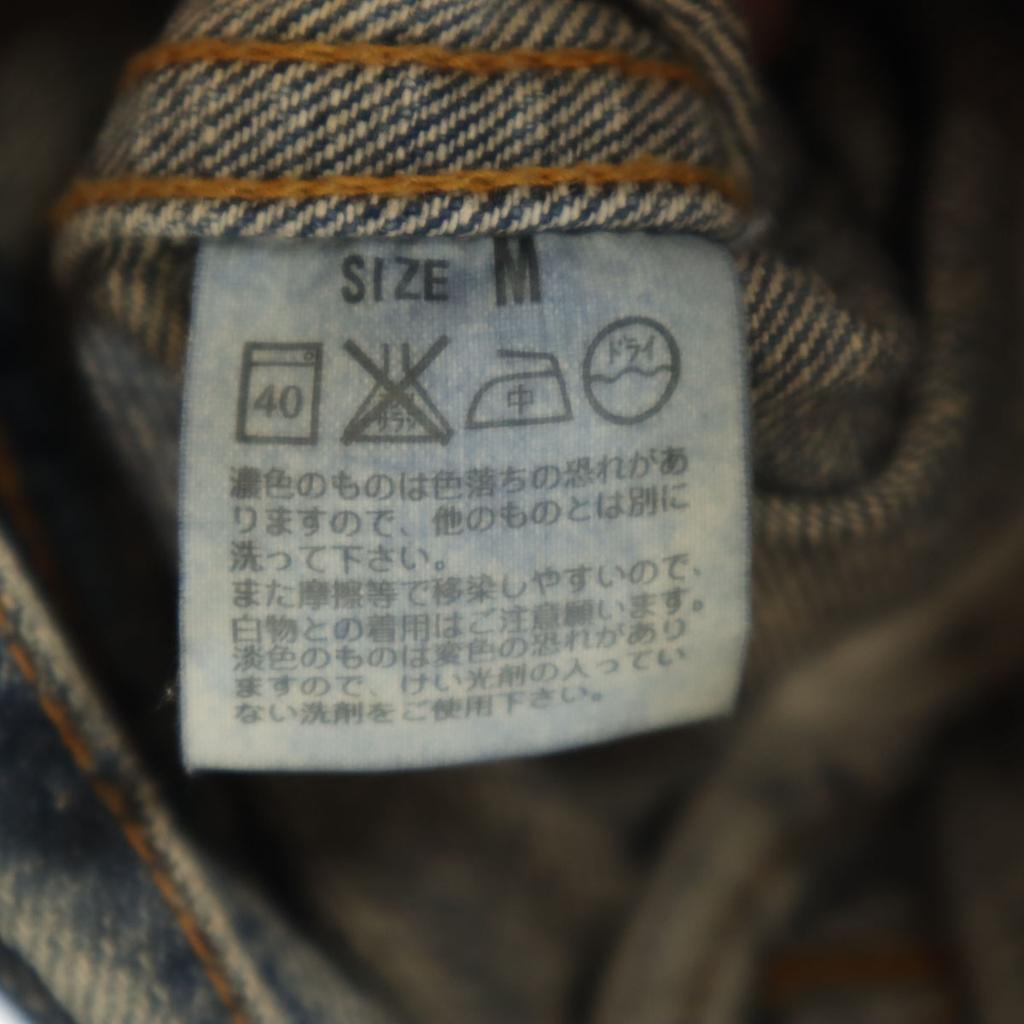 SIZE M
40 サラシ 中 ドライ
濃色のものは色落ちの恐れがあ
りますので、他のものとは別に
洗って下さい。
また摩擦等で移染しやすいので、
白物との着用はご注意願います。
淡色のものは変色の恐れがあり
ますので、けい光剤の入ってい
ない洗剤をご使用下さい。